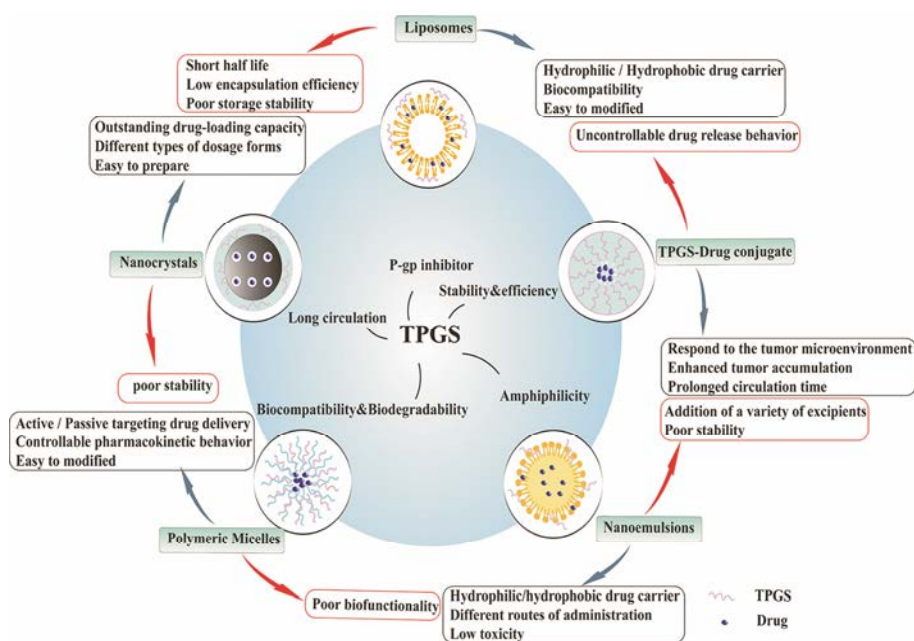 Liposomes
Short half life
Low encapsulation efficiency
Poor storage stability
Hydrophilic / Hydrophobic drug carrier
Biocompatibility
Easy to modified
Outstanding drug-loading capacity
Different types of dosage forms
Easy to prepare
Uncontrollable drug release behavior
Nanocrystals
TPGS-Drug conjugate
P-gp inhibitor
Stability&efficiency
Long circulation
TPGS
Amphiphilicity
Biocompatibility&Biodegradability
poor stability
Respond to the tumor microenvironment
Enhanced tumor accumulation
Prolonged circulation time
Active / Passive targeting drug delivery
Controllable pharmacokinetic behavior
Easy to modified
Addition of a variety of excipients
Poor stability
Polymeric Micelles
Nanoemulsions
Poor biofunctionality
Hydrophilic/hydrophobic drug carrier
Different routes of administration
Low toxicity
TPGS
Drug